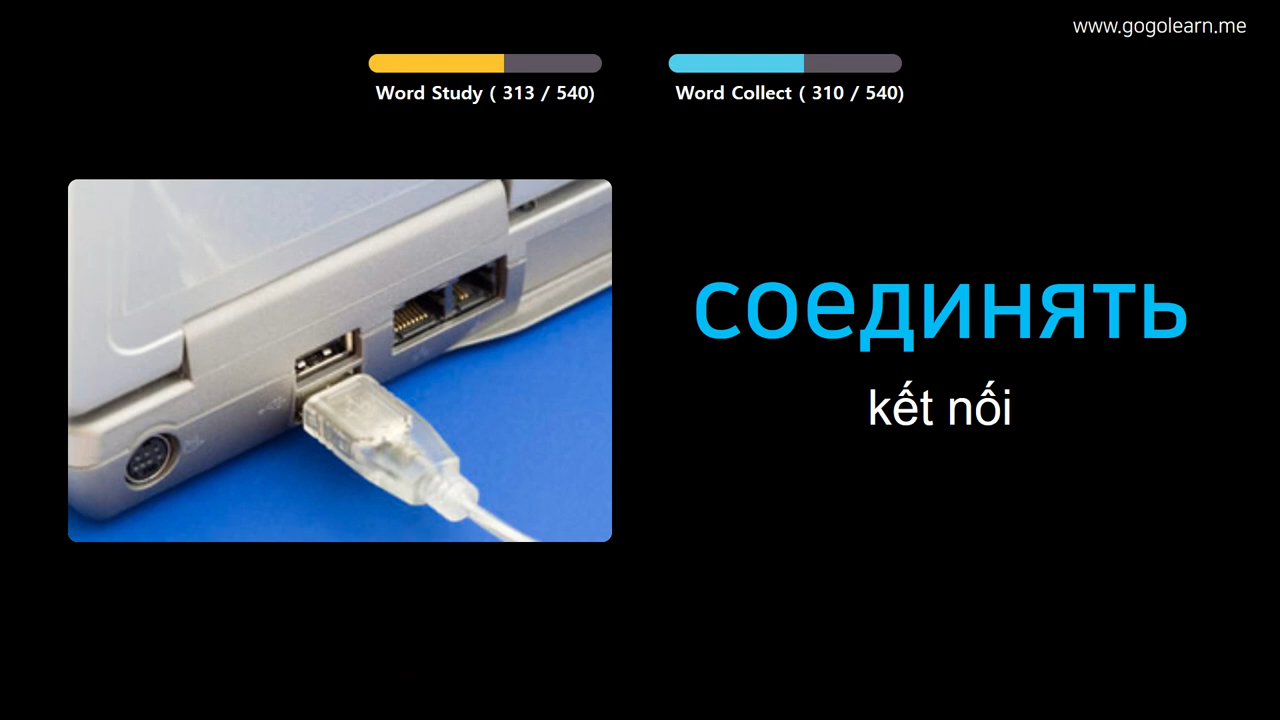 www.gogolearn.me
Word Study ( 313 / 540)
Word Collect ( 310 / 540)
соединять
kết nối